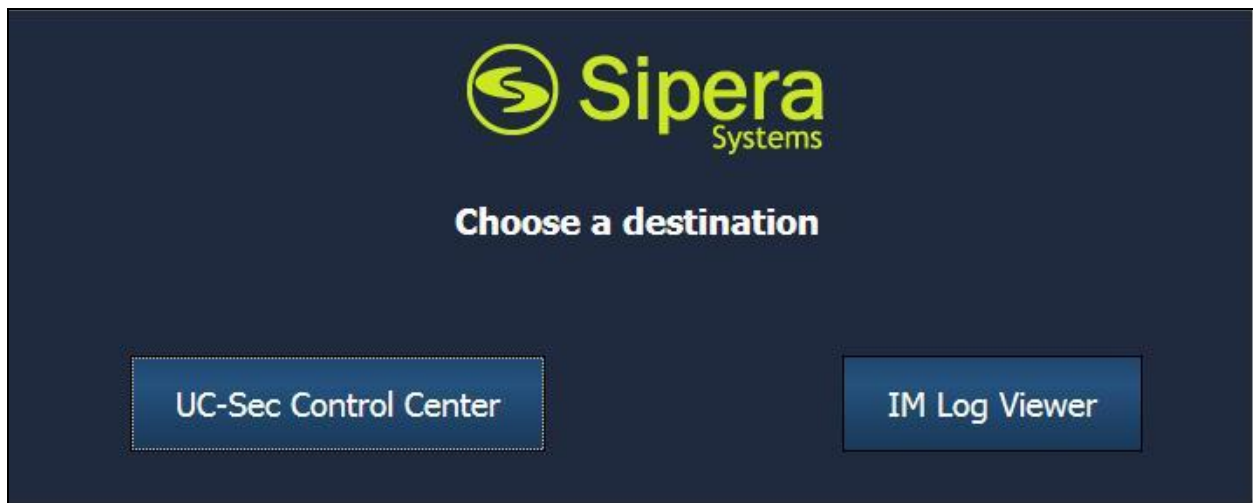 Sipera
Systems
Choose a destination
UC-Sec Control Center
IM Log Viewer